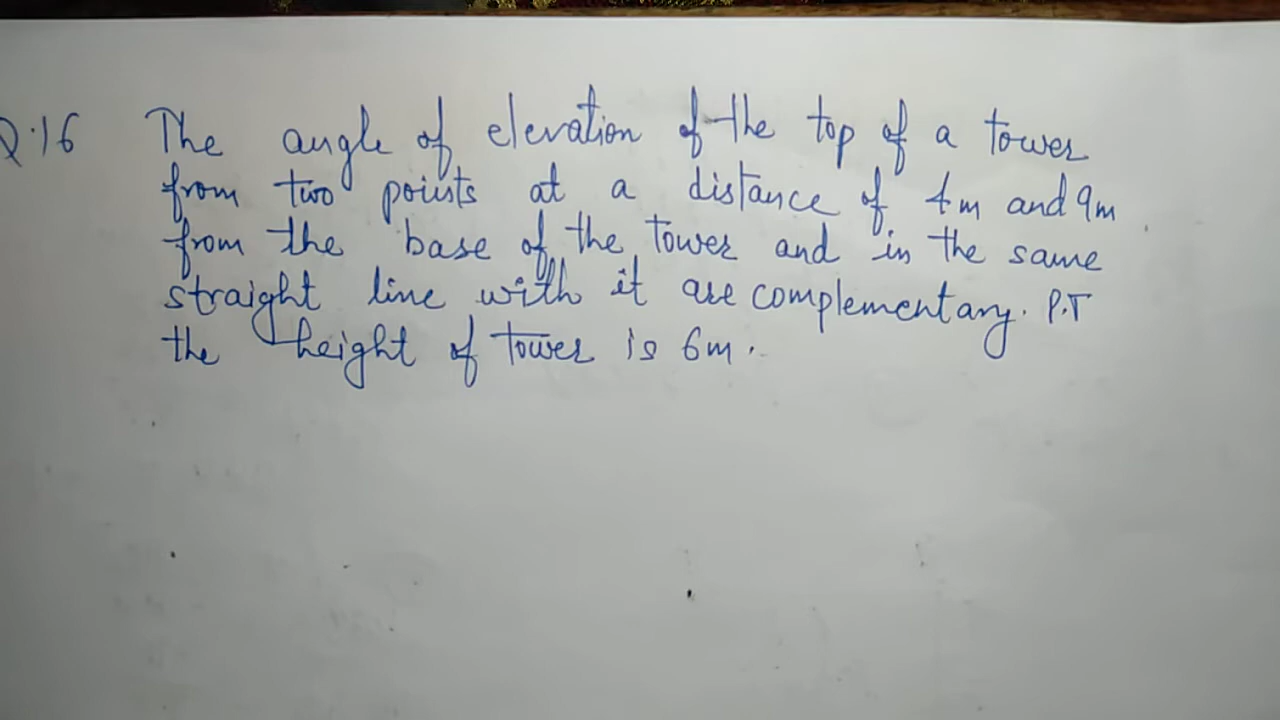 Q.16 The angle of elevation of the top of a tower
from two points at a distance of 4m and 9m
from the base of the tower and in the same
straight line with it are complementary. P.T
the height of tower is 6m.